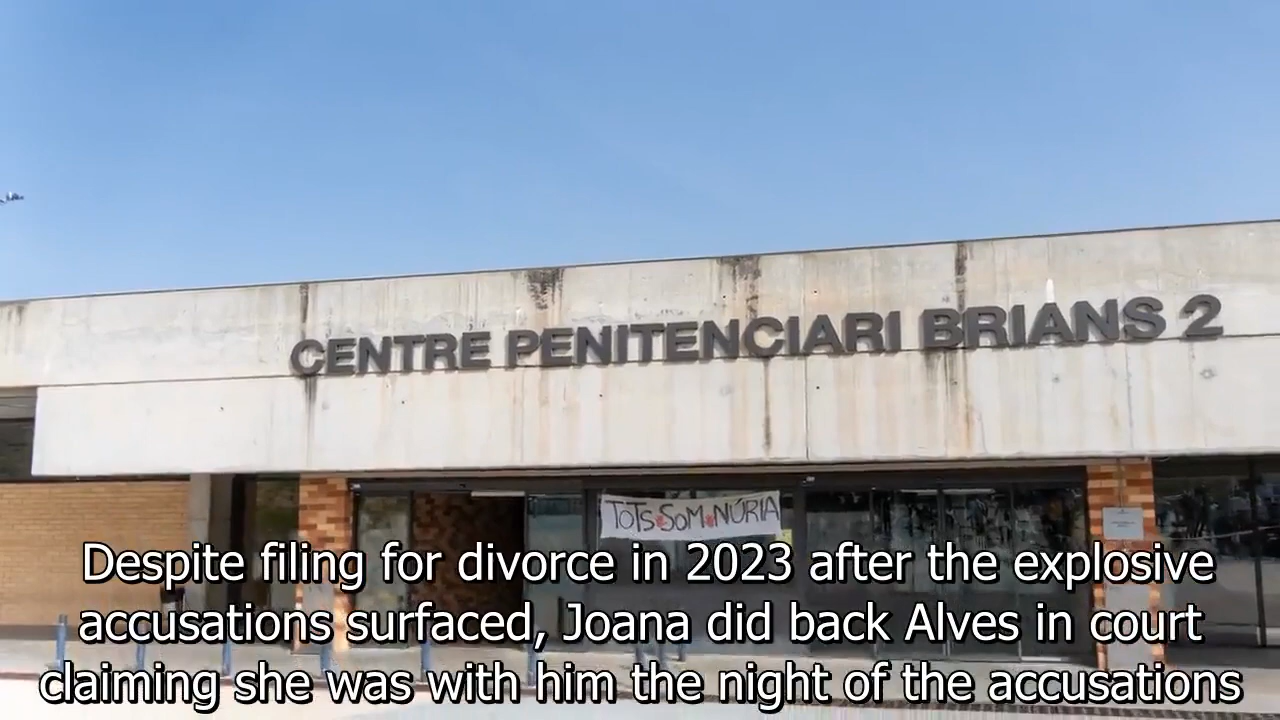 CENTRE PENITENCIARI BRIANS 2
TOTS SOM NÚRIA
Despite filing for divorce in 2023 after the explosive
accusations surfaced, Joana did back Alves in court
claiming she was with him the night of the accusations